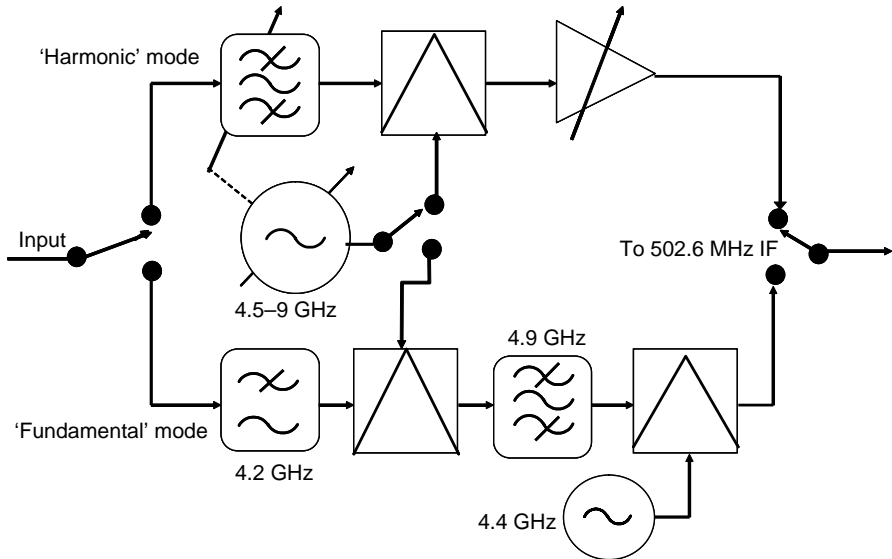 ‘Harmonic’ mode
Input
To 502.6 MHz IF
4.5–9 GHz
4.9 GHz
‘Fundamental’ mode
4.2 GHz
4.4 GHz